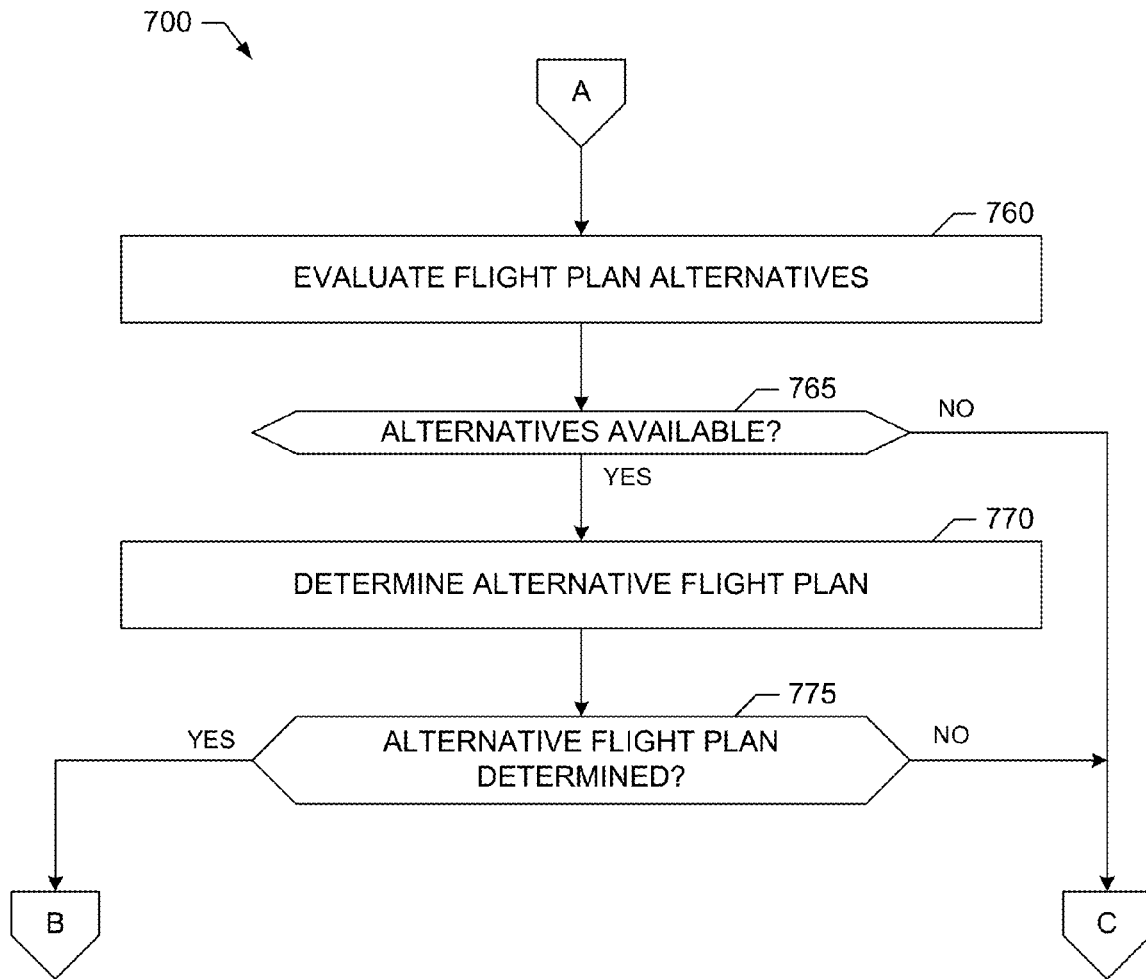 700
A
760
EVALUATE FLIGHT PLAN ALTERNATIVES
765
ALTERNATIVES AVAILABLE?
NO
YES
770
DETERMINE ALTERNATIVE FLIGHT PLAN
775
YES
ALTERNATIVE FLIGHT PLAN
DETERMINED?
NO
B
C